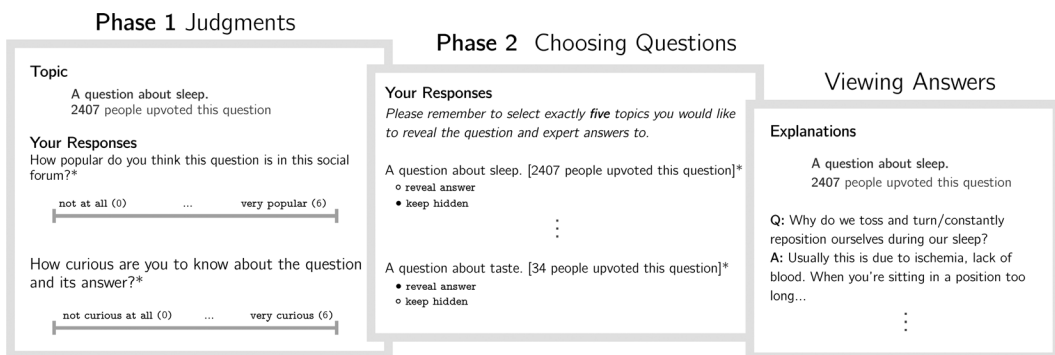 Phase 1 Judgments
Topic
A question about sleep.
2407 people upvoted this question
Your Responses
How popular do you think this question is in this social
forum?*
not at all (0) ... very popular (6)
How curious are you to know about the question
and its answer?*
not curious at all (0) ... very curious (6)
Phase 2 Choosing Questions
Your Responses
Please remember to select exactly five topics you would like
to reveal the question and expert answers to.
A question about sleep. [2407 people upvoted this question]*
reveal answer
keep hidden
A question about taste. [34 people upvoted this question]*
reveal answer
keep hidden
Viewing Answers
Explanations
A question about sleep.
2407 people upvoted this question
Q: Why do we toss and turn/constantly
reposition ourselves during our sleep?
A: Usually this is due to ischemia, lack of
blood. When you're sitting in a position too
long...